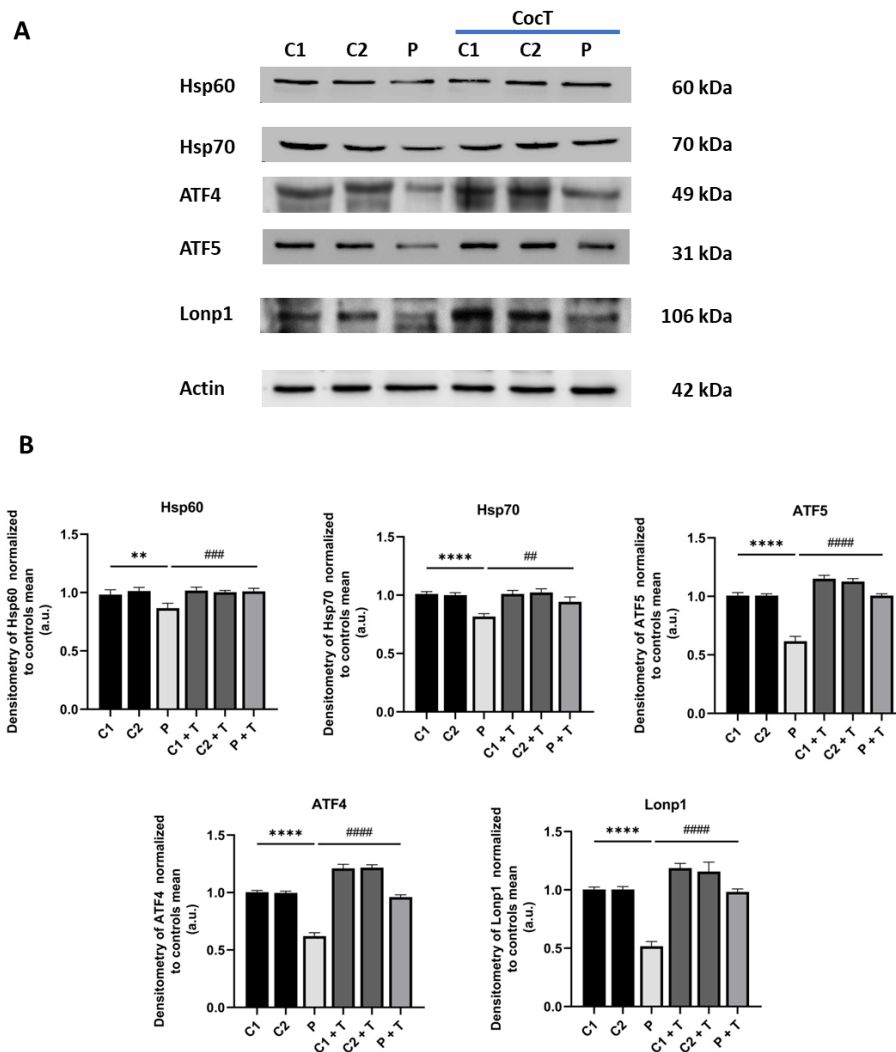 A
CocT
C1 C2 P C1 C2 P
Hsp60 60 kDa
Hsp70 70 kDa
ATF4 49 kDa
ATF5 31 kDa
Lonp1 106 kDa
Actin 42 kDa
B
Hsp60
Densitometry of Hsp60 normalized
to controls mean
(a.u.)
1.5
1.0
0.5
0.0
** ###
C1 C2 P C1 + T C2 + T P + T
Hsp70
Densitometry of Hsp70 normalized
to controls mean
(a.u.)
1.5
1.0
0.5
0.0
**** ##
C1 C2 P C1 + T C2 + T P + T
ATF5
Densitometry of ATF5 normalized
to controls mean
(a.u.)
1.5
1.0
0.5
0.0
**** ####
C1 C2 P C1 + T C2 + T P + T
ATF4
Densitometry of ATF4 normalized
to controls mean
(a.u.)
1.5
1.0
0.5
0.0
**** ####
C1 C2 P C1 + T C2 + T P + T
Lonp1
Densitometry of Lonp1 normalized
to controls mean
(a.u.)
1.5
1.0
0.5
0.0
**** ####
C1 C2 P C1 + T C2 + T P + T